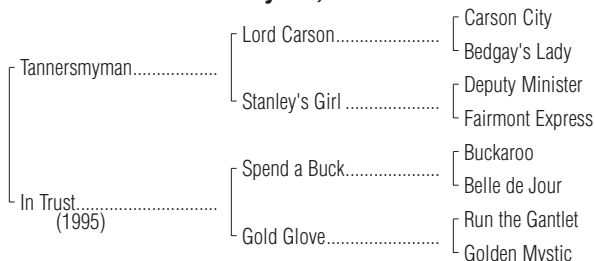 Carson City
Lord Carson
Bedgay's Lady
Tannersmyman
Deputy Minister
Stanley's Girl
Fairmont Express
Buckaroo
Spend a Buck
Belle de Jour
In Trust
(1995)
Run the Gantlet
Gold Glove
Golden Mystic